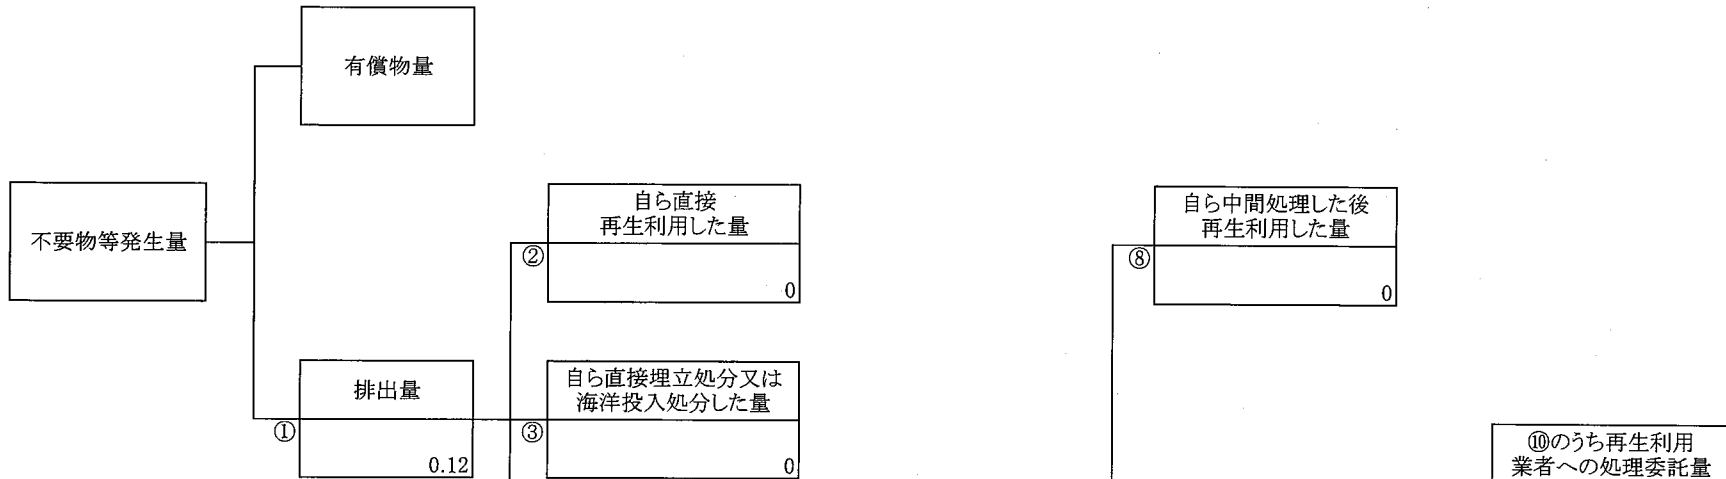 有償物量
不要物等発生量
自ら直接
再生利用した量
②
0
自ら中間処理した後
再生利用した量
⑧
0
排出量
①
0.12
自ら直接埋立処分又は
海洋投入処分した量
③
0
⑩のうち再生利用
業者への処理委託量